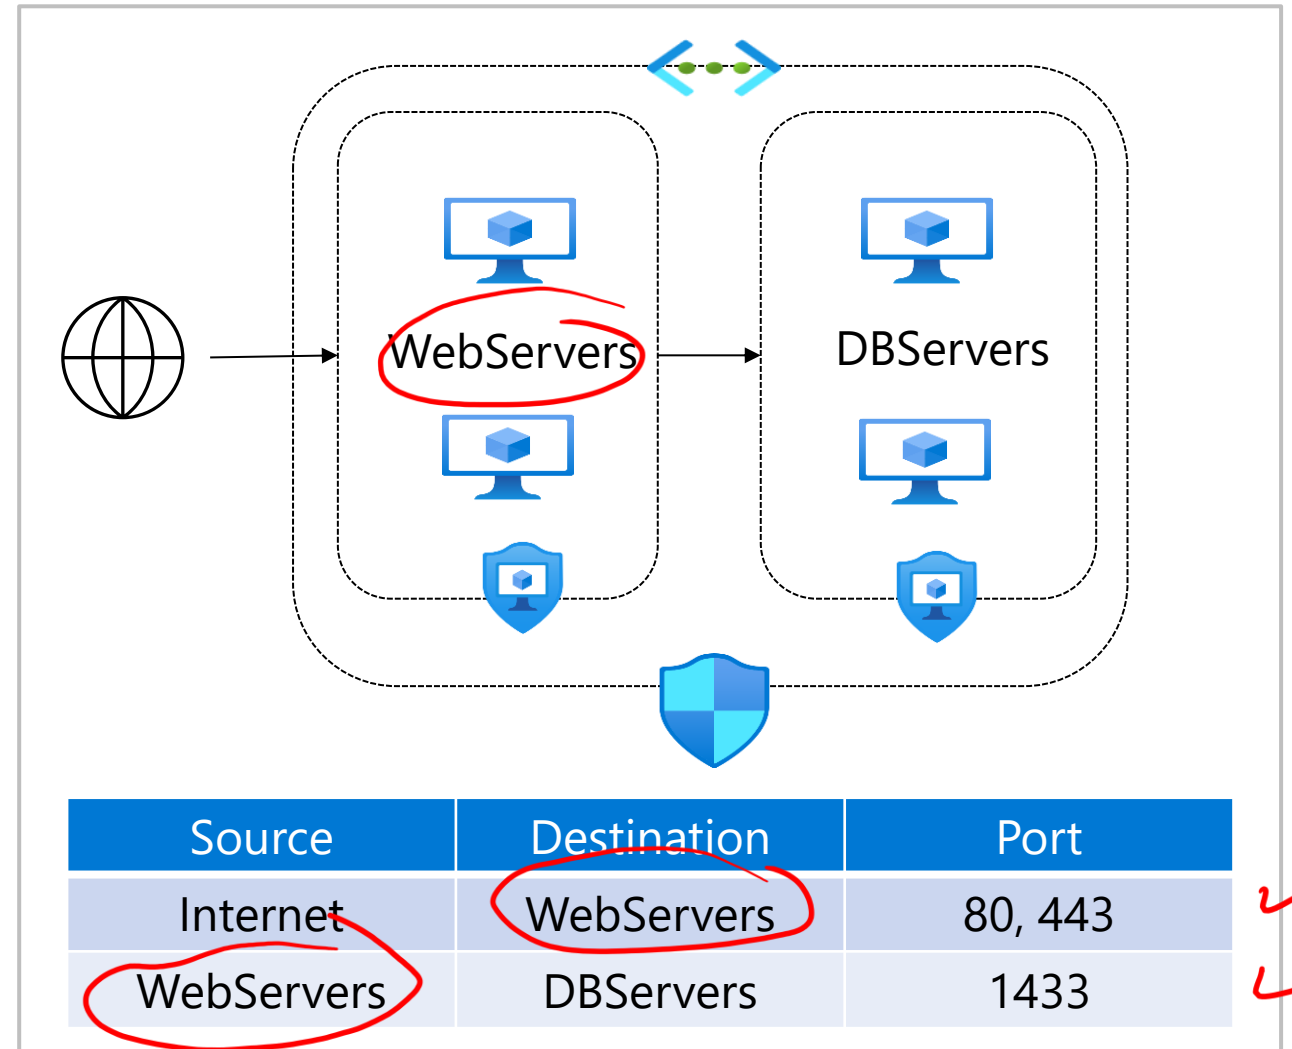 WebServers
DBServers
Source Destination Port
Internet WebServers 80, 443
WebServers DBServers 1433